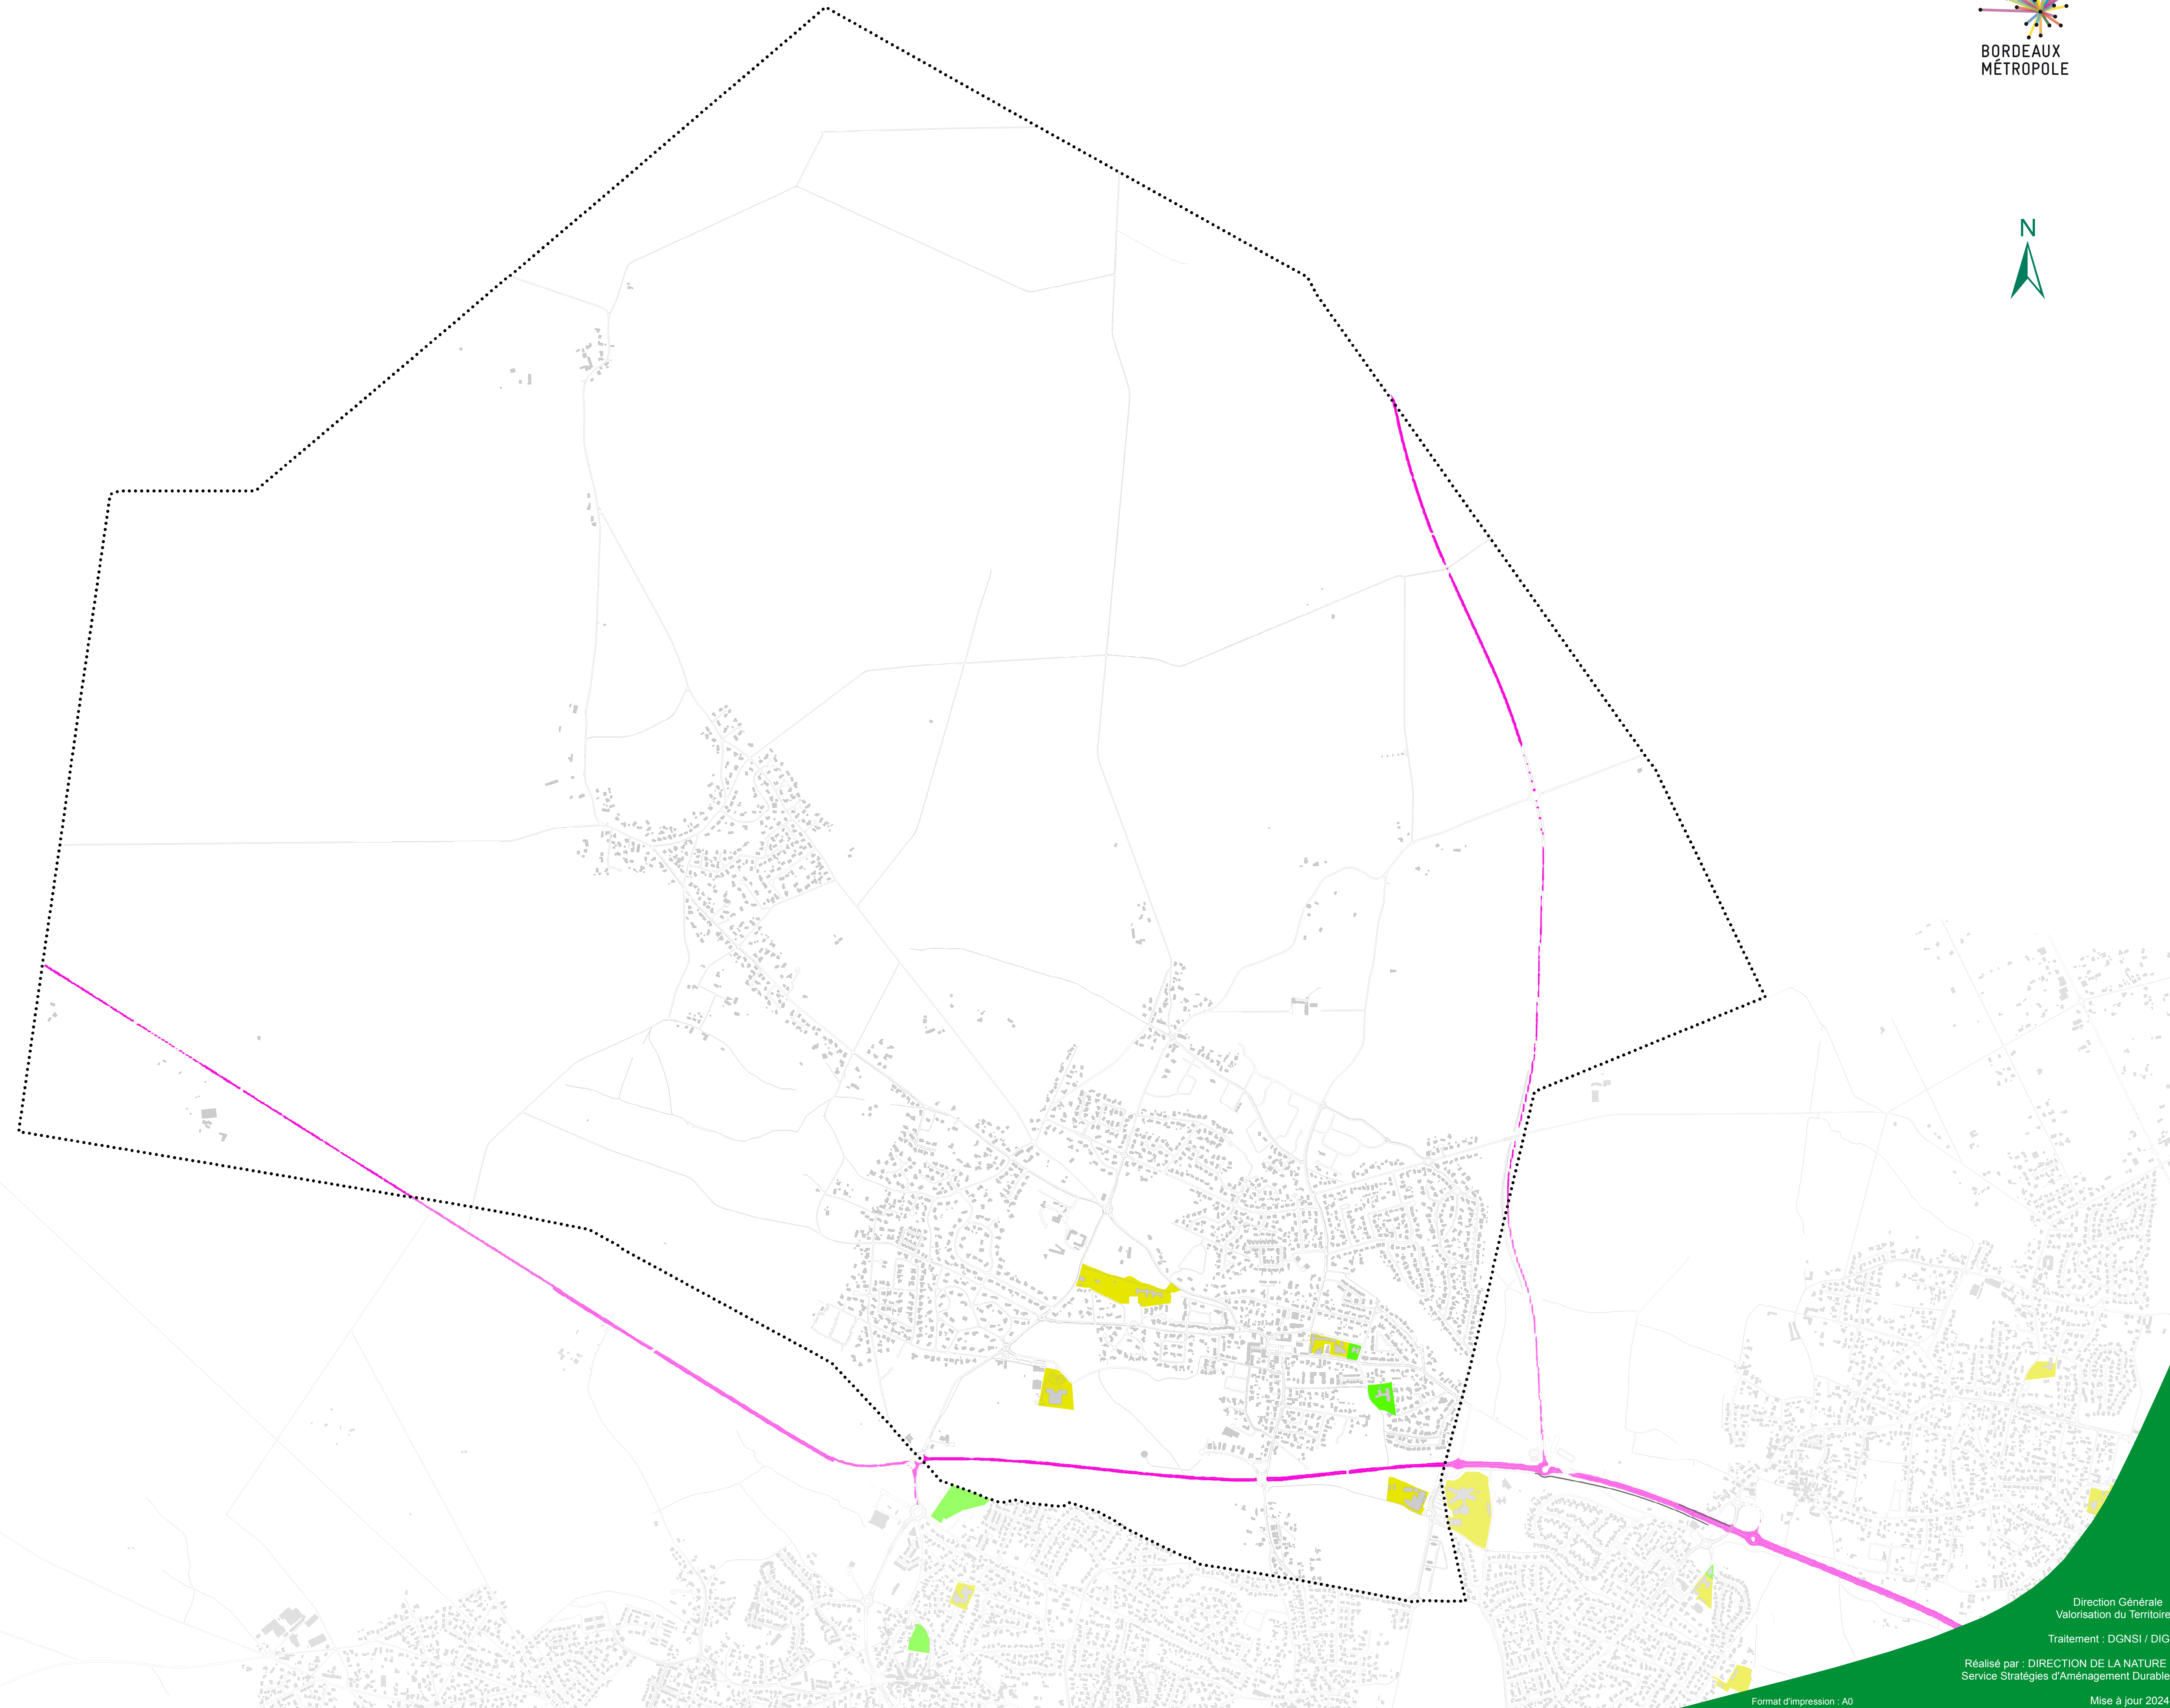 BORDEAUX
MÉTROPOLE
N
Direction Générale
Valorisation du Territoire
Traitement : DGNSI / DIG
Réalisé par : DIRECTION DE LA NATURE
Service Stratégies d'Aménagement Durable
Format d'impression : A0
Mise à jour 2024